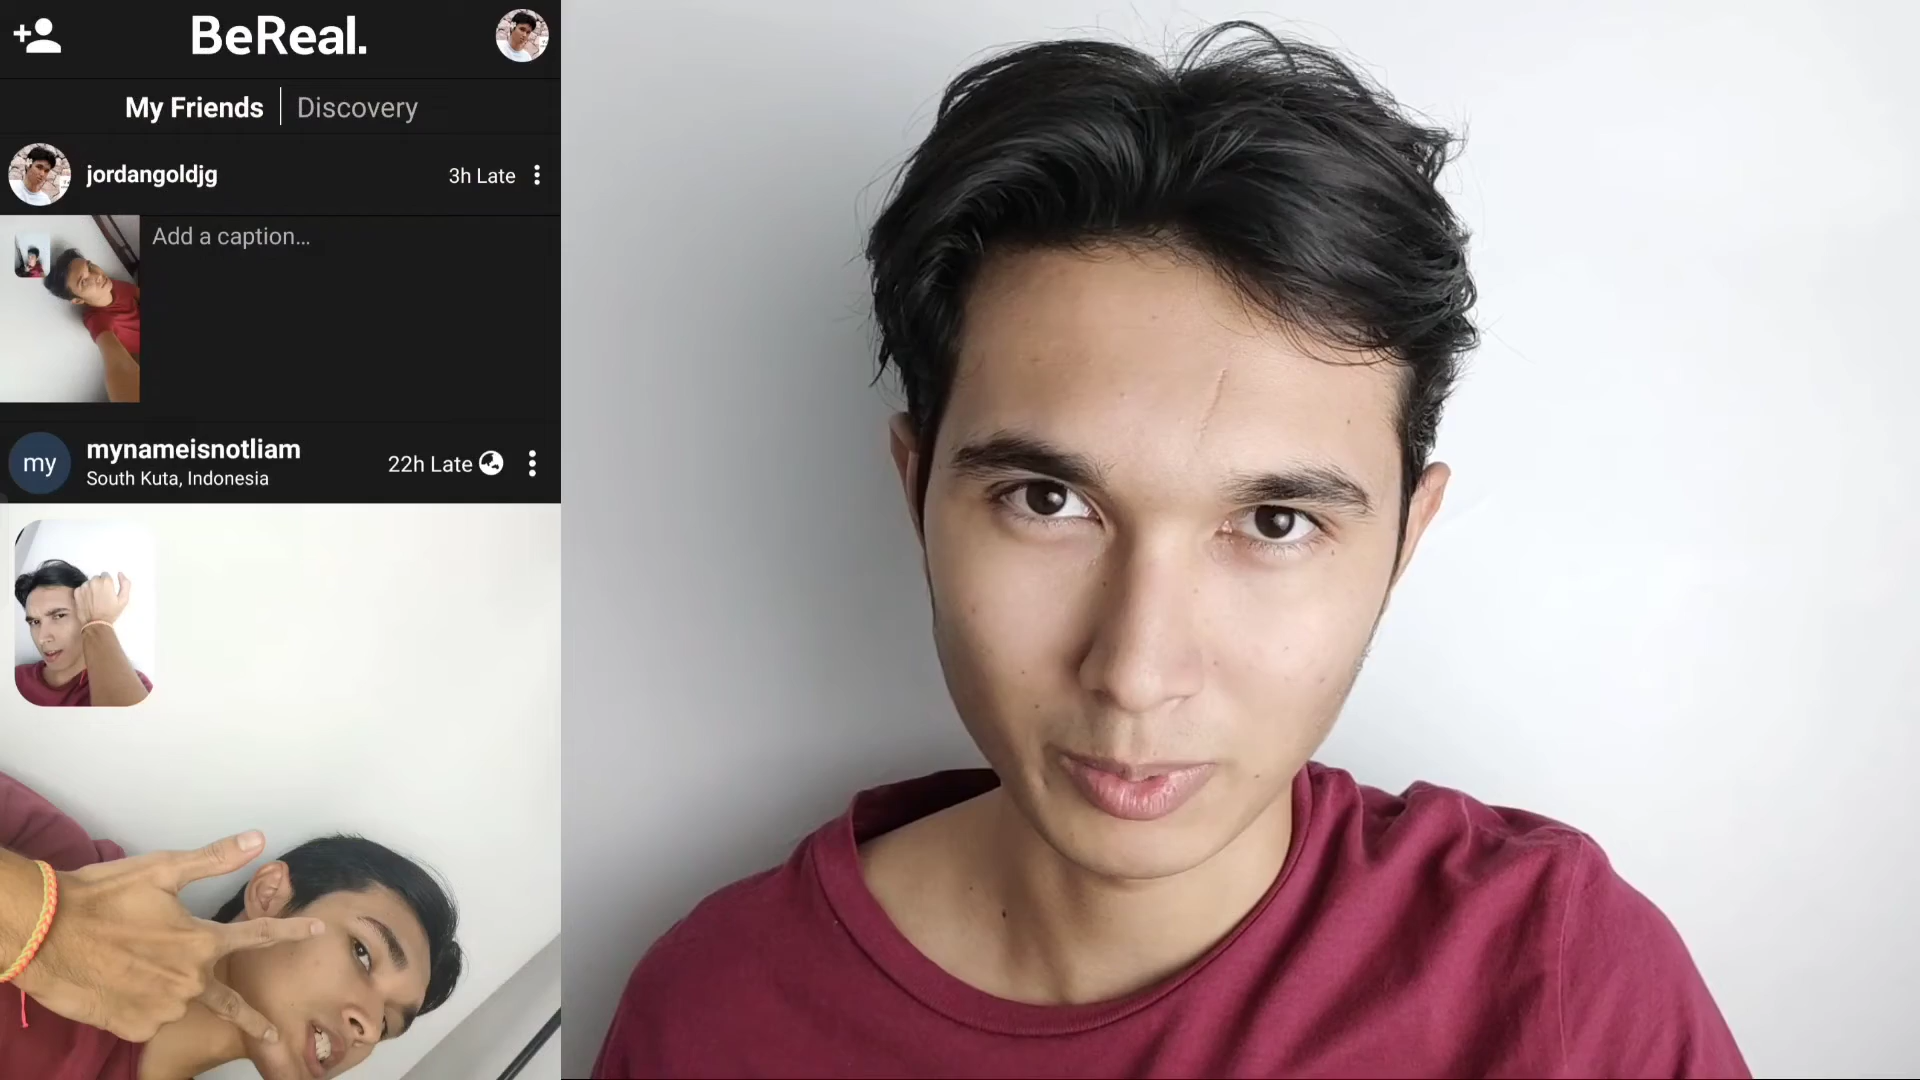 BeReal.
My Friends | Discovery
jordangoldjg
3h Late
Add a caption...
mynameisnotliam
my
22h Late
South Kuta, Indonesia